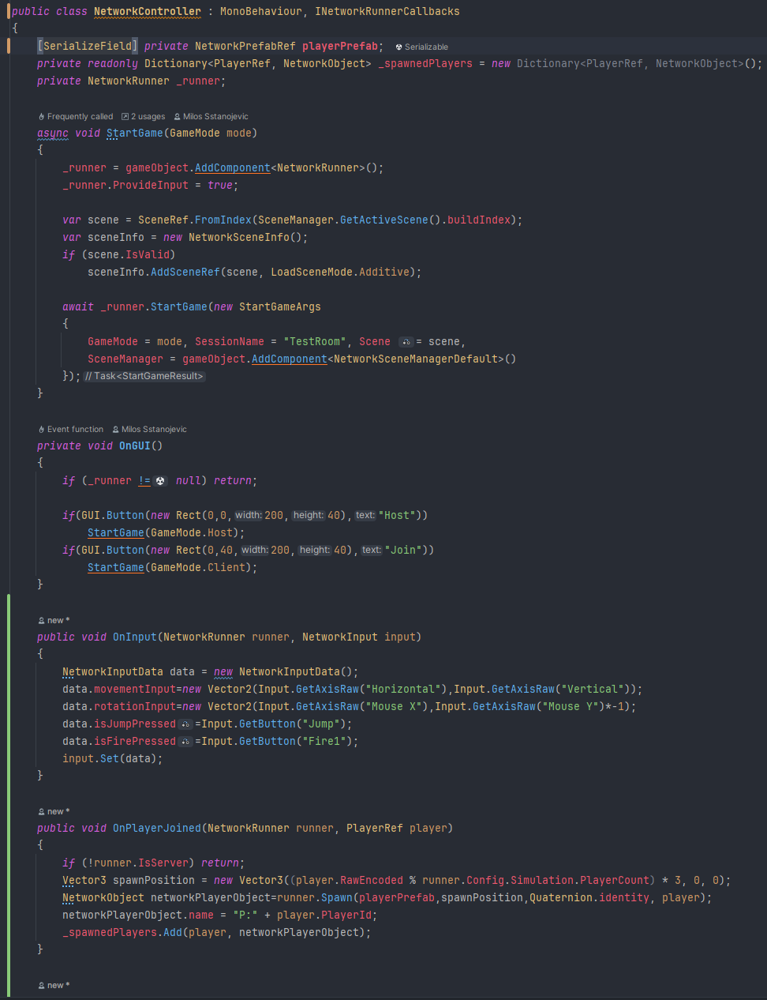 public class NetworkController : MonoBehaviour, INetworkRunnerCallbacks
{
[SerializeField] private NetworkPrefabRef playerPrefab; Serializable
private readonly Dictionary<PlayerRef, NetworkObject> _spawnedPlayers = new Dictionary<PlayerRef, NetworkObject>();
private NetworkRunner _runner;
Frequently called 2 usages Milos Sstanojevic
async void StartGame(GameMode mode)
{
_runner = gameObject.AddComponent<NetworkRunner>();
_runner.ProvideInput = true;
var scene = SceneRef.FromIndex(SceneManager.GetActiveScene().buildIndex);
var sceneInfo = new NetworkSceneInfo();
if (scene.IsValid)
sceneInfo.AddSceneRef(scene, LoadSceneMode.Additive);
await _runner.StartGame(new StartGameArgs
{
GameMode = mode, SessionName = "TestRoom", Scene = scene,
SceneManager = gameObject.AddComponent<NetworkSceneManagerDefault>()
}); // Task<StartGameResult>
}
Event function Milos Sstanojevic
private void OnGUI()
{
if (_runner != null) return;
if(GUI.Button(new Rect(0,0, width: 200, height: 40), text: "Host"))
StartGame(GameMode.Host);
if(GUI.Button(new Rect(0,40, width: 200, height: 40), text: "Join"))
StartGame(GameMode.Client);
}
new *
public void OnInput(NetworkRunner runner, NetworkInput input)
{
NetworkInputData data = new NetworkInputData();
data.movementInput=new Vector2(Input.GetAxisRaw("Horizontal"),Input.GetAxisRaw("Vertical"));
data.rotationInput=new Vector2(Input.GetAxisRaw("Mouse X"),Input.GetAxisRaw("Mouse Y")*-1);
data.isJumpPressed =Input.GetButton("Jump");
data.isFirePressed =Input.GetButton("Fire1");
input.Set(data);
}
new *
public void OnPlayerJoined(NetworkRunner runner, PlayerRef player)
{
if (!runner.IsServer) return;
Vector3 spawnPosition = new Vector3((player.RawEncoded % runner.Config.Simulation.PlayerCount) * 3, 0, 0);
NetworkObject networkPlayerObject=runner.Spawn(playerPrefab,spawnPosition,Quaternion.identity, player);
networkPlayerObject.name = "P:" + player.PlayerId;
_spawnedPlayers.Add(player, networkPlayerObject);
}
new *